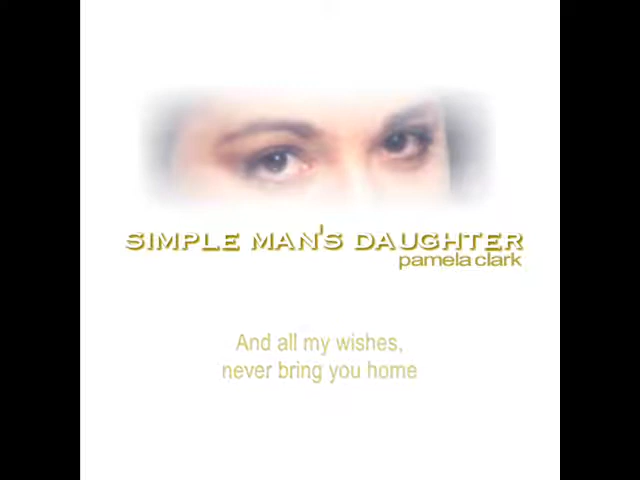 SIMPLE MAN'S DAUGHTER
pamela clark
And all my wishes,
never bring you home